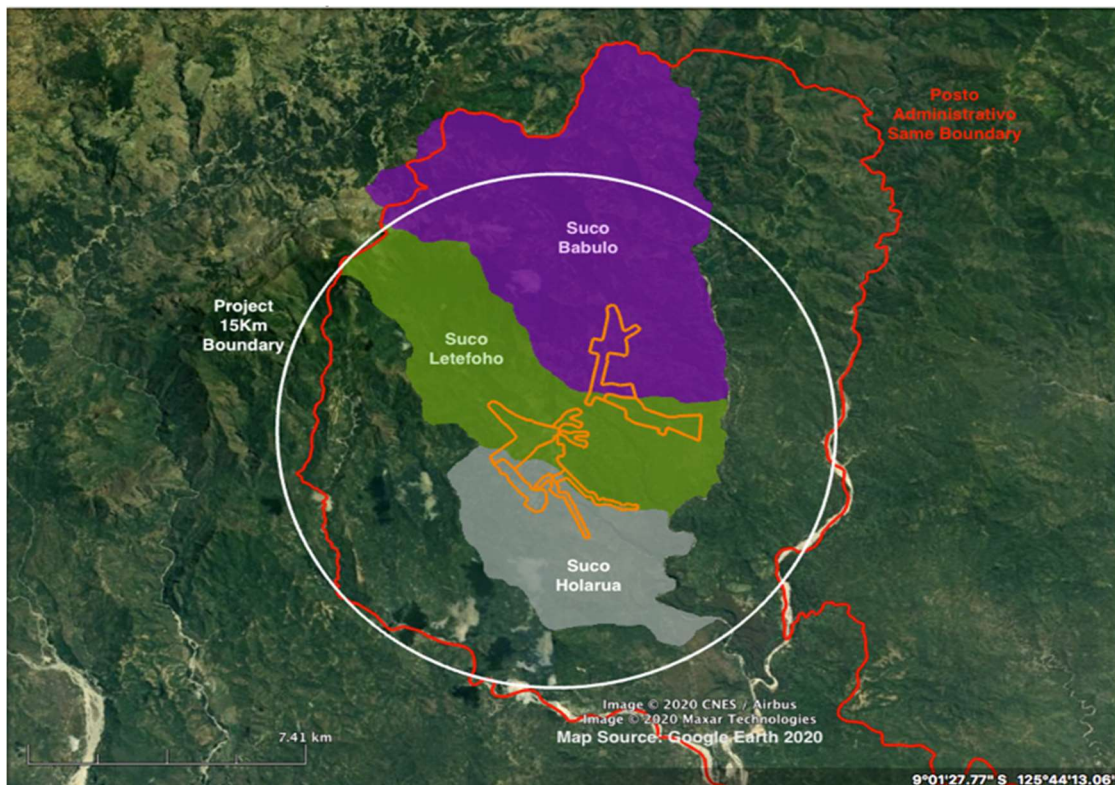 Posto
Administrativo
Same Boundary
Suco
Babulo
Project
15Km
Boundary
Suco
Letefoho
Suco
Holarua
Image © 2020 CNES / Airbus
Image © 2020 Maxar Technologies
Map Source: Google Earth 2020
7.41 km
9°01'27.77" S 125°44'13.06"